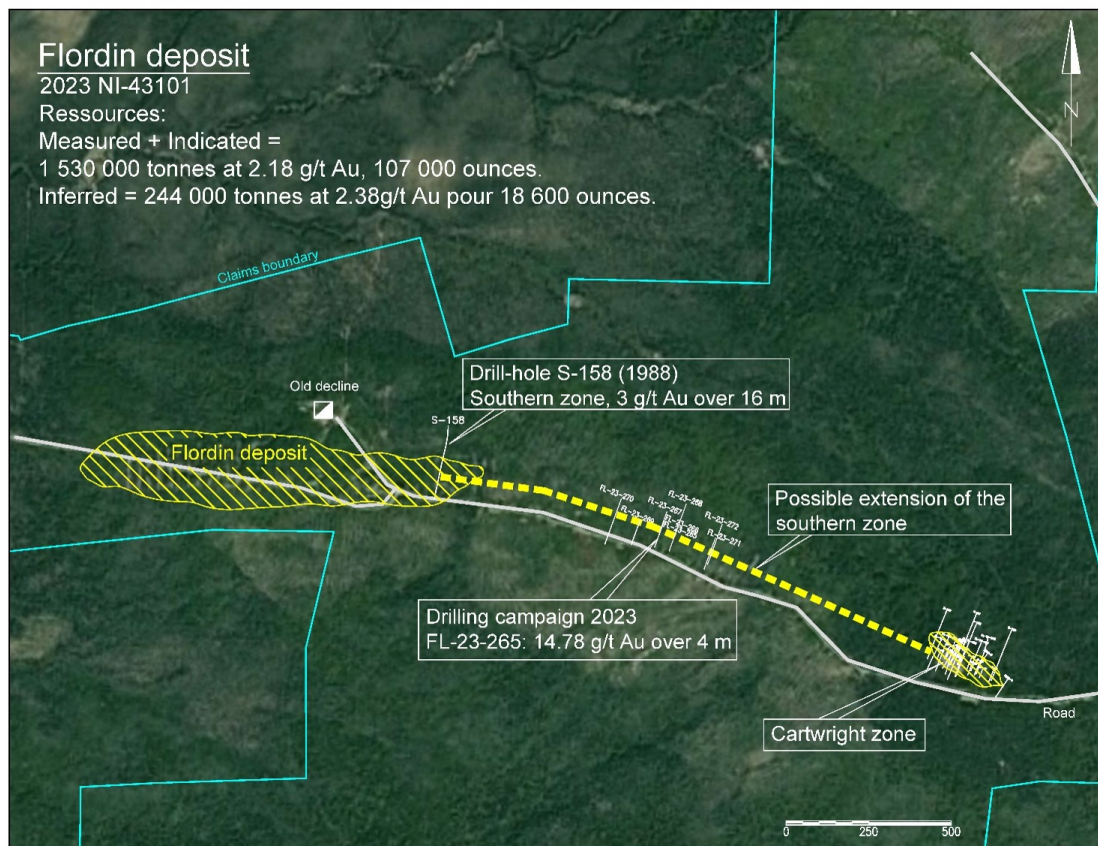 Flordin deposit
2023 NI-43101
Ressources:
Measured + Indicated =
1 530 000 tonnes at 2.18 g/t Au, 107 000 ounces.
Inferred = 244 000 tonnes at 2.38g/t Au pour 18 600 ounces.
N
Claims boundary
Drill-hole S-158 (1988)
Southern zone, 3 g/t Au over 16 m
Old decline
S-158
Flordin deposit
FL-23-270
FL-23-267
FL-23-268
FL-23-272
FL-23-271
Possible extension of the
southern zone
Drilling campaign 2023
FL-23-265: 14.78 g/t Au over 4 m
Cartwright zone
Road
0 250 500